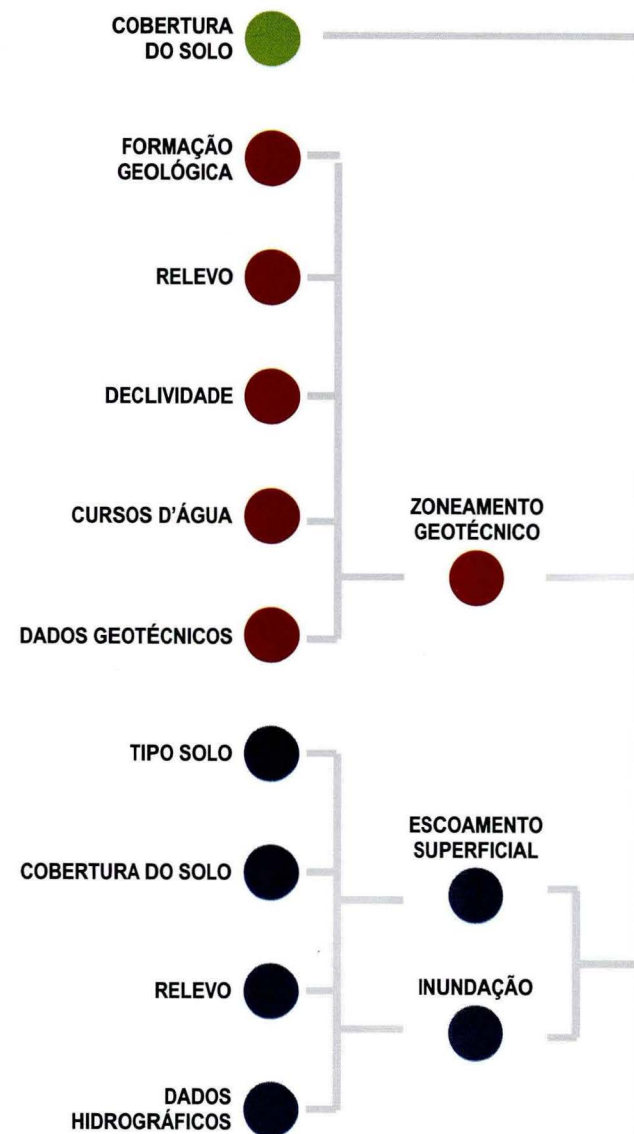 COBERTURA
DO SOLO
FORMAÇÃO
GEOLÓGICA
RELEVO
DECLIVIDADE
CURSOS D'ÁGUA
ZONEAMENTO
GEOTÉCNICO
DADOS GEOTÉCNICOS
TIPO SOLO
ESCOAMENTO
SUPERFICIAL
COBERTURA DO SOLO
RELEVO
INUNDAÇÃO
DADOS
HIDROGRÁFICOS